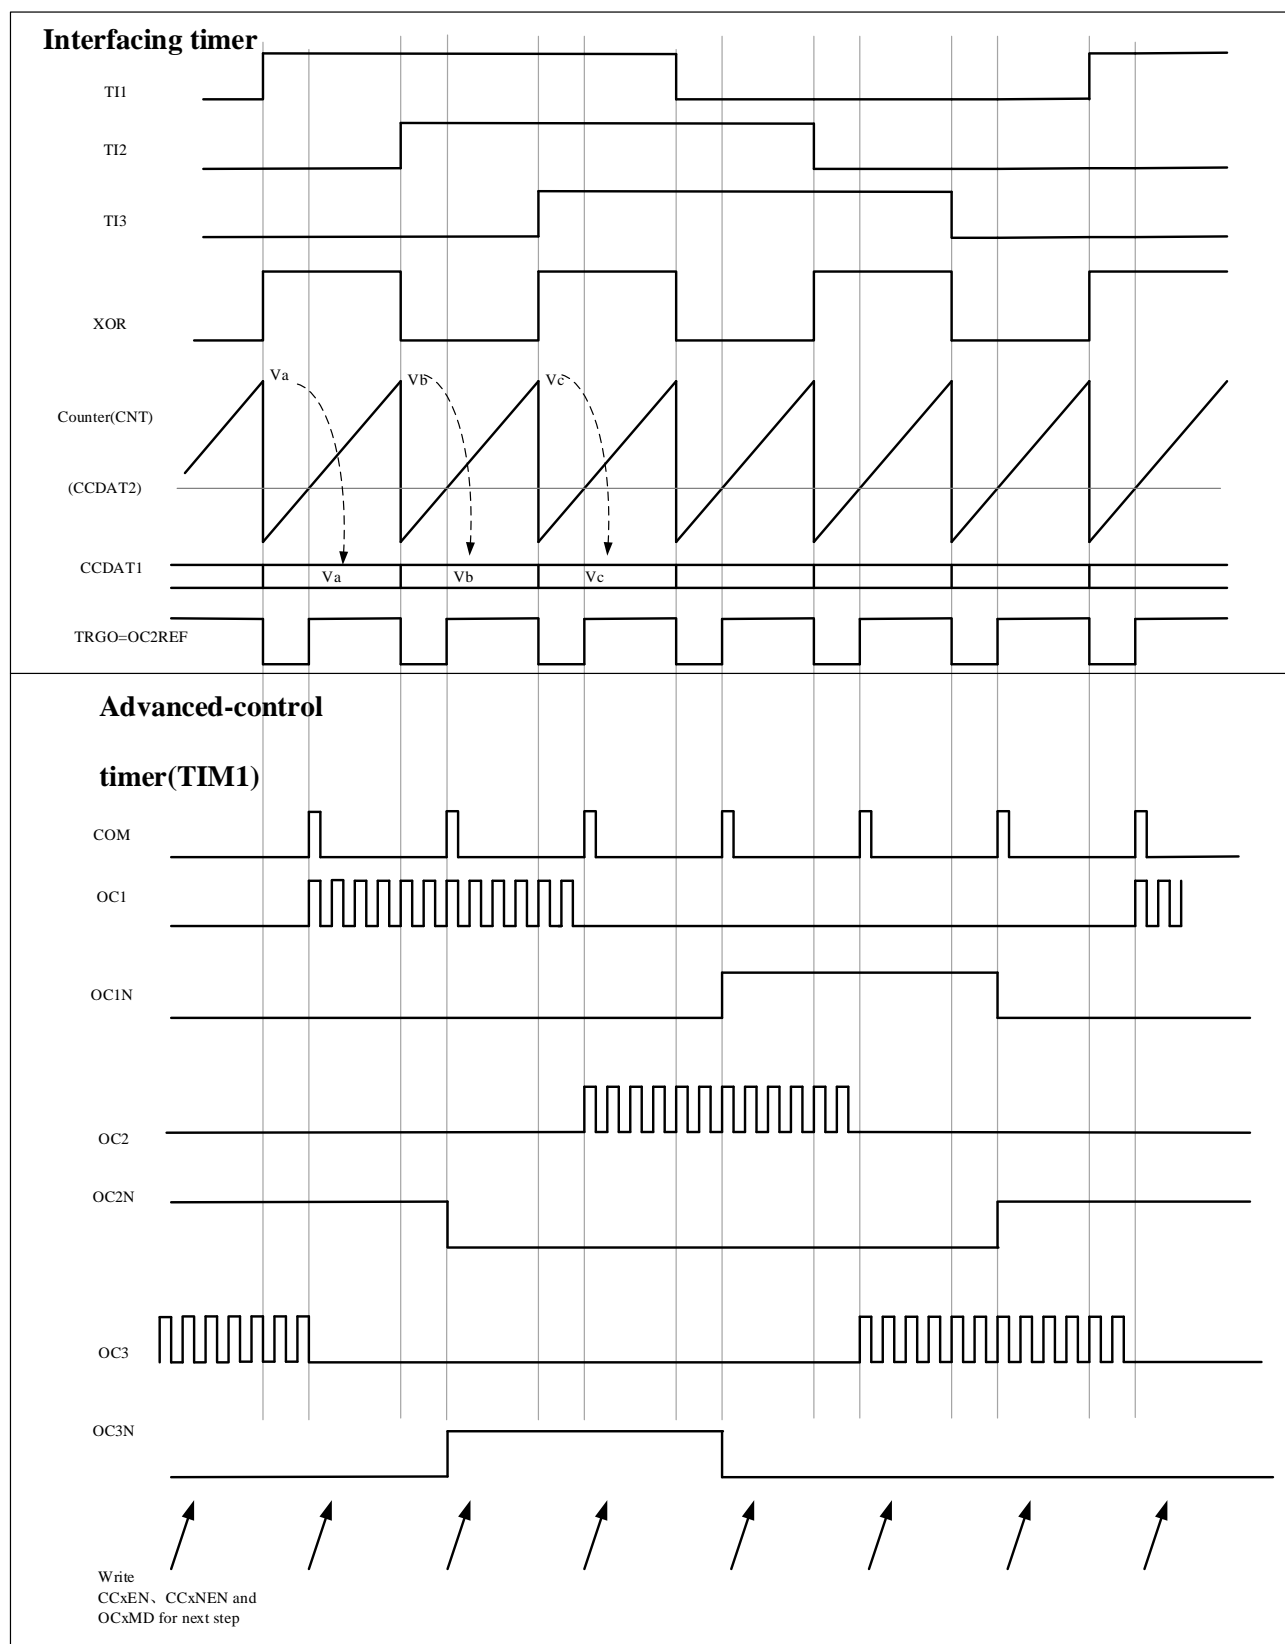 Interfacing timer
TI1
TI2
TI3
XOR
Va
Vb
Vc
Counter(CNT)
(CCDAT2)
CCDAT1
Va
Vb
Vc
TRGO=OC2REF
Advanced-control
timer(TIM1)
COM
OC1
OC1N
OC2
OC2N
OC3
OC3N
Write
CCxEN、CCxNEN and
OCxMD for next step